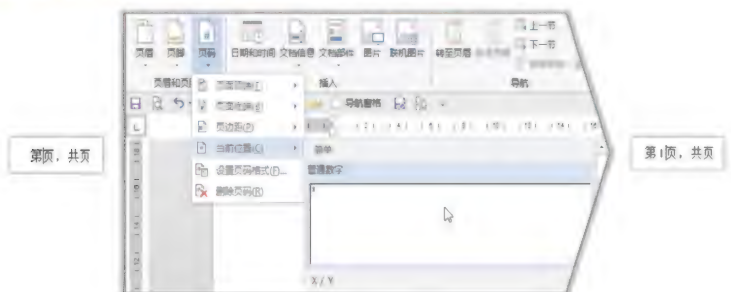 上一节
下一节
页眉 页脚 页码 日期和时间 文档信息 文档部件 图片 联机图片 转至页眉
页眉和页 插入 导航
页面顶端(T)
页面底端(B)
页边距(P)
当前位置(C)
设置页码格式(F)...
删除页码(R)
导航窗格
简单
普通数字
1
X / Y
第页，共页
第1页，共页